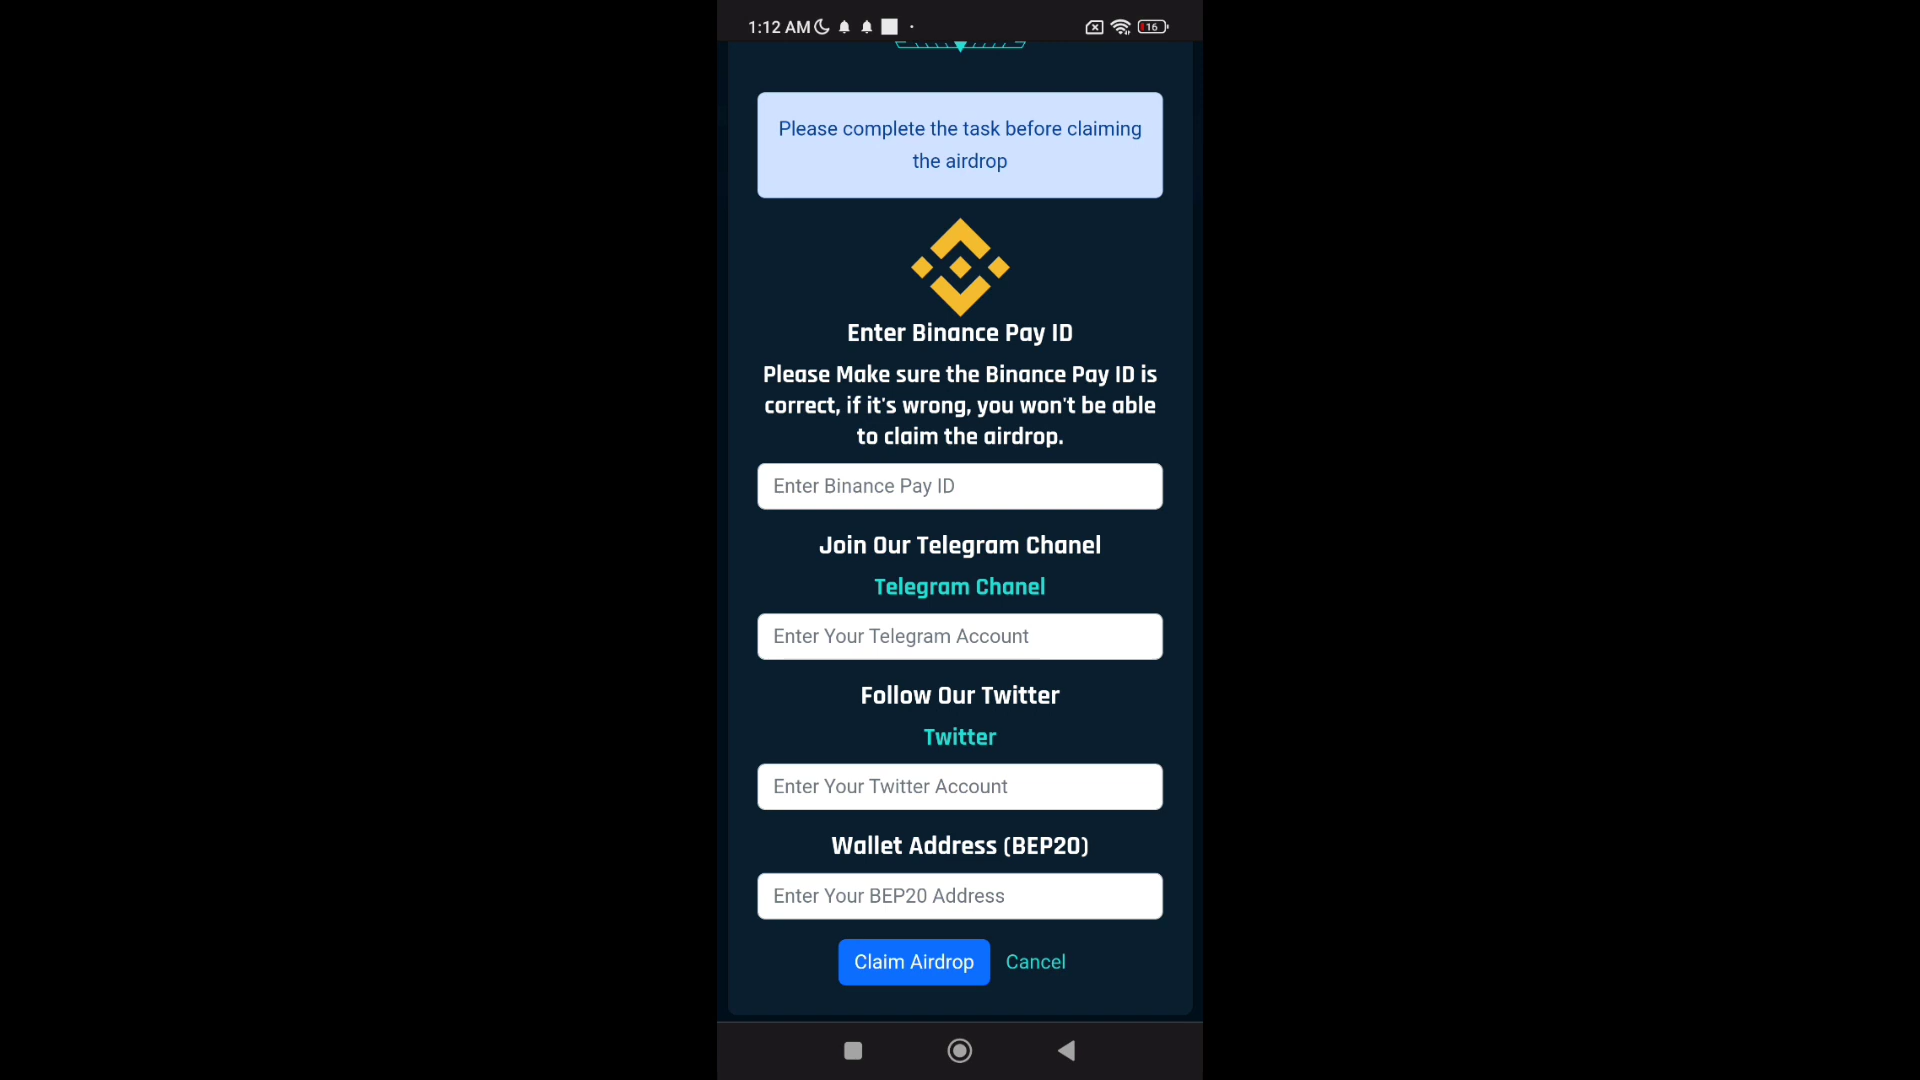 1:12 AM
16
Please complete the task before claiming
the airdrop
Enter Binance Pay ID
Please Make sure the Binance Pay ID is
correct, if it's wrong, you won't be able
to claim the airdrop.
Enter Binance Pay ID
Join Our Telegram Chanel
Telegram Chanel
Enter Your Telegram Account
Follow Our Twitter
Twitter
Enter Your Twitter Account
Wallet Address (BEP20)
Enter Your BEP20 Address
Claim Airdrop Cancel